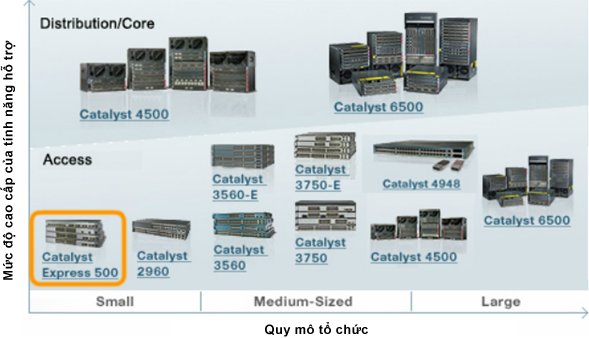 Mức độ cao cấp của tính năng hỗ trợ
Distribution/Core
Catalyst 4500
Catalyst 6500
Access
Catalyst
3560-E
Catalyst
3750-E
Catalyst 4948
Catalyst 6500
Catalyst
Express 500
Catalyst
2960
Catalyst
3560
Catalyst
3750
Catalyst 4500
Small
Medium-Sized
Large
Quy mô tổ chức